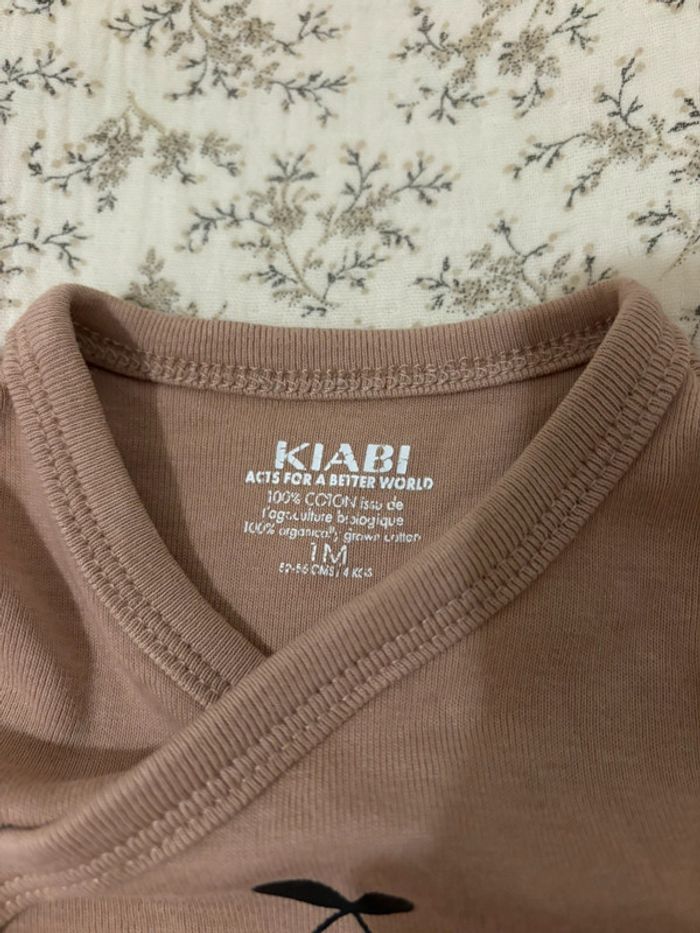 KIABI
ACTS FOR A BETTER WORLD
100% COTON issu de
l'agriculture biologique
100% organically grown cotton
1M
52-56 CMS / 4 KGS